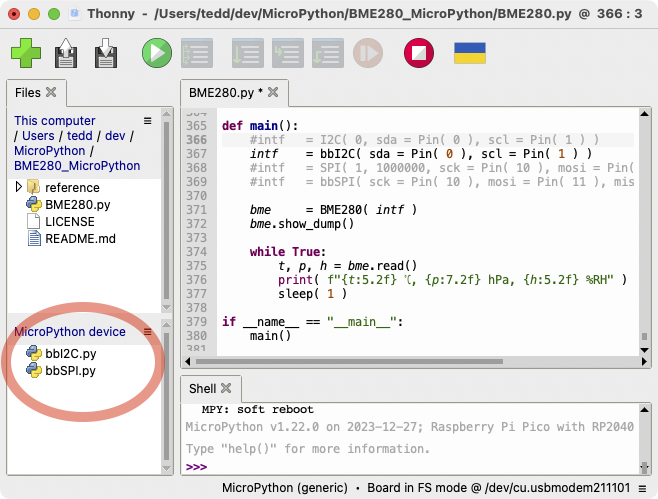 Thonny - /Users/tedd/dev/MicroPython/BME280_MicroPython/BME280.py @ 366 : 3
Files
This computer
/ Users / tedd / dev /
MicroPython /
BME280_MicroPython
reference
BME280.py
LICENSE
README.md
MicroPython device
bbI2C.py
bbSPI.py
BME280.py *
365 def main():
366 #intf = I2C( 0, sda = Pin( 0 ), scl = Pin( 1 ) )
367 intf = bbI2C( sda = Pin( 0 ), scl = Pin( 1 ) )
368 #intf = SPI( 1, 1000000, sck = Pin( 10 ), mosi = Pin(
369 #intf = bbSPI( sck = Pin( 10 ), mosi = Pin( 11 ), mis
370
371 bme = BME280( intf )
372 bme.show_dump()
373
374 while True:
375 t, p, h = bme.read()
376 print( f"{t:5.2f} ℃, {p:7.2f} hPa, {h:5.2f} %RH" )
377 sleep( 1 )
378
379 if __name__ == "__main__":
380 main()
381
Shell
MPY: soft reboot
MicroPython v1.22.0 on 2023-12-27; Raspberry Pi Pico with RP2040
Type "help()" for more information.
>>>
MicroPython (generic) • Board in FS mode @ /dev/cu.usbmodem211101